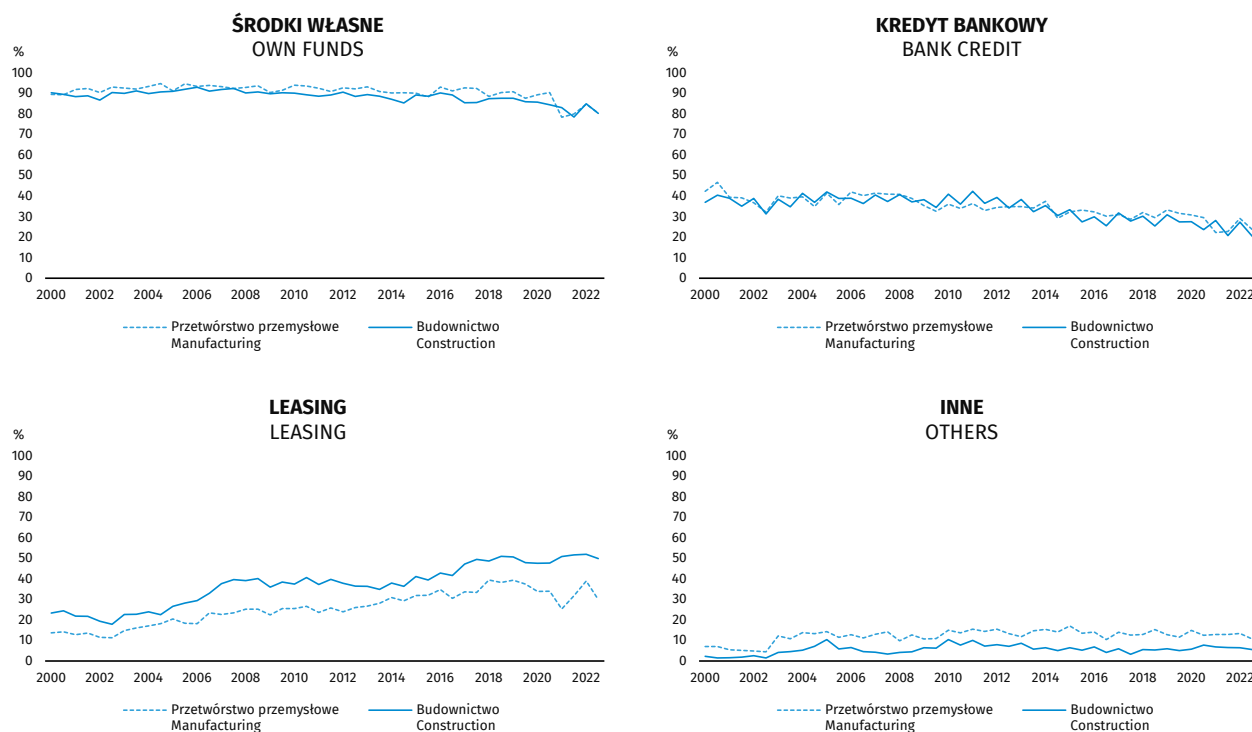 ŚRODKI WŁASNE
OWN FUNDS
%
100
90
80
70
60
50
40
30
20
10
0
2000 2002 2004 2006 2008 2010 2012 2014 2016 2018 2020 2022
Przetwórstwo przemysłowe
Manufacturing
Budownictwo
Construction
KREDYT BANKOWY
BANK CREDIT
%
100
90
80
70
60
50
40
30
20
10
0
2000 2002 2004 2006 2008 2010 2012 2014 2016 2018 2020 2022
Przetwórstwo przemysłowe
Manufacturing
Budownictwo
Construction
LEASING
LEASING
%
100
90
80
70
60
50
40
30
20
10
0
2000 2002 2004 2006 2008 2010 2012 2014 2016 2018 2020 2022
Przetwórstwo przemysłowe
Manufacturing
Budownictwo
Construction
INNE
OTHERS
%
100
90
80
70
60
50
40
30
20
10
0
2000 2002 2004 2006 2008 2010 2012 2014 2016 2018 2020 2022
Przetwórstwo przemysłowe
Manufacturing
Budownictwo
Construction